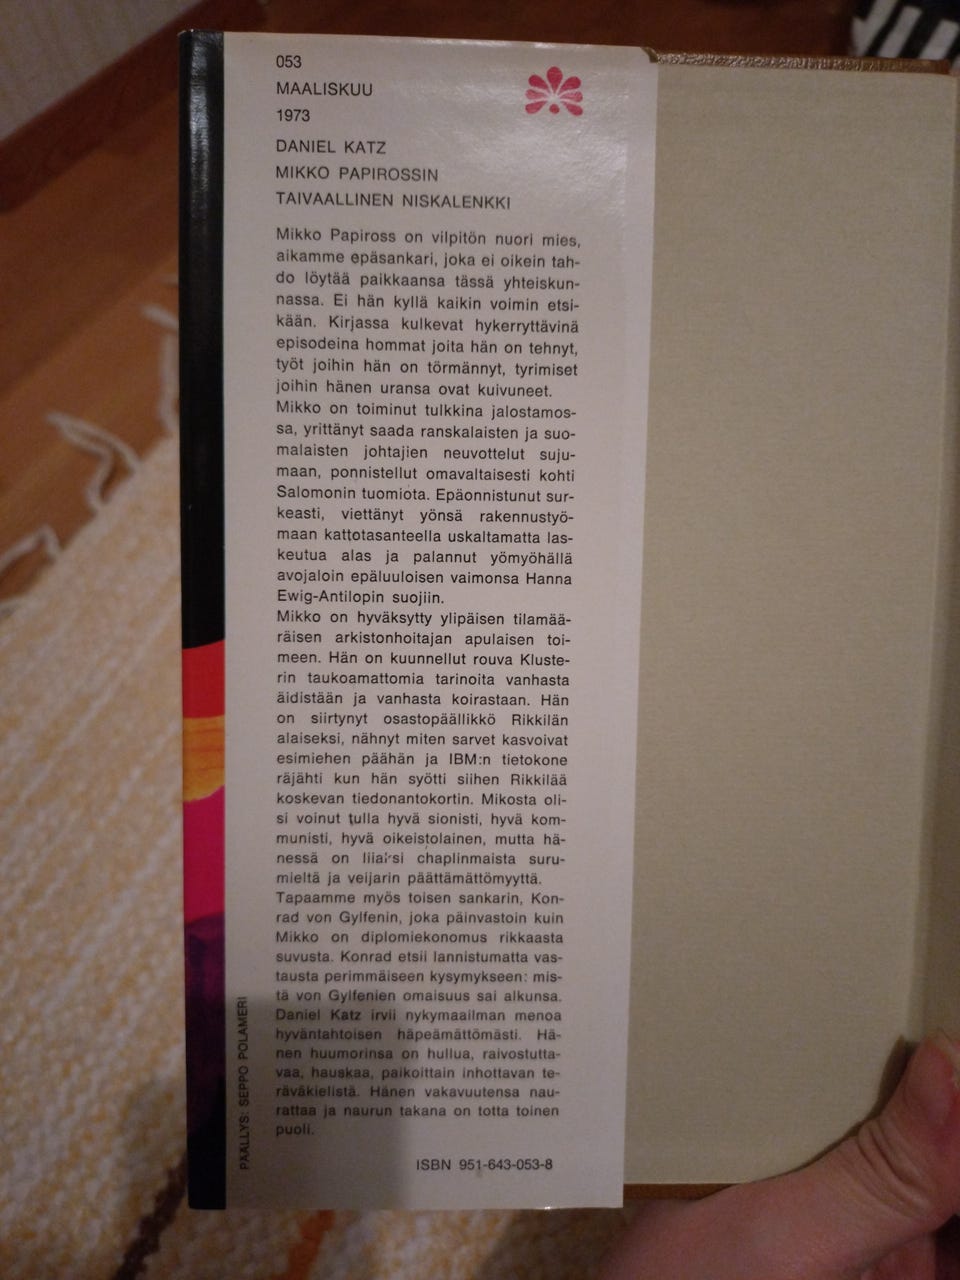 053
MAALISKUU
1973
DANIEL KATZ
MIKKO PAPIROSSIN
TAIVAALLINEN NISKALENKKI
Mikko Papiross on vilpitön nuori mies,
aikamme epäsankari, joka ei oikein tah-
do löytää paikkaansa tässä yhteiskun-
nassa. Ei hän kyllä kaikin voimin etsi-
kään. Kirjassa kulkevat hykerryttävinä
episodeina hommat joita hän on tehnyt,
työt joihin hän on törmännyt, tyrimiset
joihin hänen uransa ovat kuivuneet.
Mikko on toiminut tulkkina jalostamos-
sa, yrittänyt saada ranskalaisten ja suo-
malaisten johtajien neuvottelut suju-
maan, ponnistellut omavaltaisesti kohti
Salomonin tuomiota. Epäonnistunut sur-
keasti, viettänyt yönsä rakennustyö-
maan kattotasanteella uskaltamatta las-
keutua alas ja palannut yömyöhällä
avojaloin epäluuloisen vaimonsa Hanna
Ewig-Antilopin suojiin.
Mikko on hyväksytty ylipäisen tilamää-
räisen arkistonhoitajan apulaisen toi-
meen. Hän on kuunnellut rouva Kluste-
rin taukoamattomia tarinoita vanhasta
äidistään ja vanhasta koirastaan. Hän
on siirtynyt osastopäällikkö Rikkilän
alaiseksi, nähnyt miten sarvet kasvoivat
esimiehen päähän ja IBM:n tietokone
räjähti kun hän syötti siihen Rikkilää
koskevan tiedonantokortin. Mikosta oli-
si voinut tulla hyvä sionisti, hyvä kom-
munisti, hyvä oikeistolainen, mutta hä-
nessä on liiaksi chaplinmaista suru-
mieltä ja veijarin päättämättömyyttä.
Tapaamme myös toisen sankarin, Kon-
rad von Gylfenin, joka päinvastoin kuin
Mikko on diplomiekonomus rikkaasta
suvusta. Konrad etsii lannistumatta vas-
tausta perimmäiseen kysymykseen: mis-
tä von Gylfenien omaisuus sai alkunsa.
Daniel Katz irvii nykymaailman menoa
hyväntahtoisen häpeämättömästi. Hä-
nen huumorinsa on hullua, raivostutta-
vaa, hauskaa, paikoittain inhottavan te-
räväkielistä. Hänen vakavuutensa nau-
rattaa ja naurun takana on totta toinen
puoli.
ISBN 951-643-053-8
PÄÄLLYS: SEPPO POLAMERI